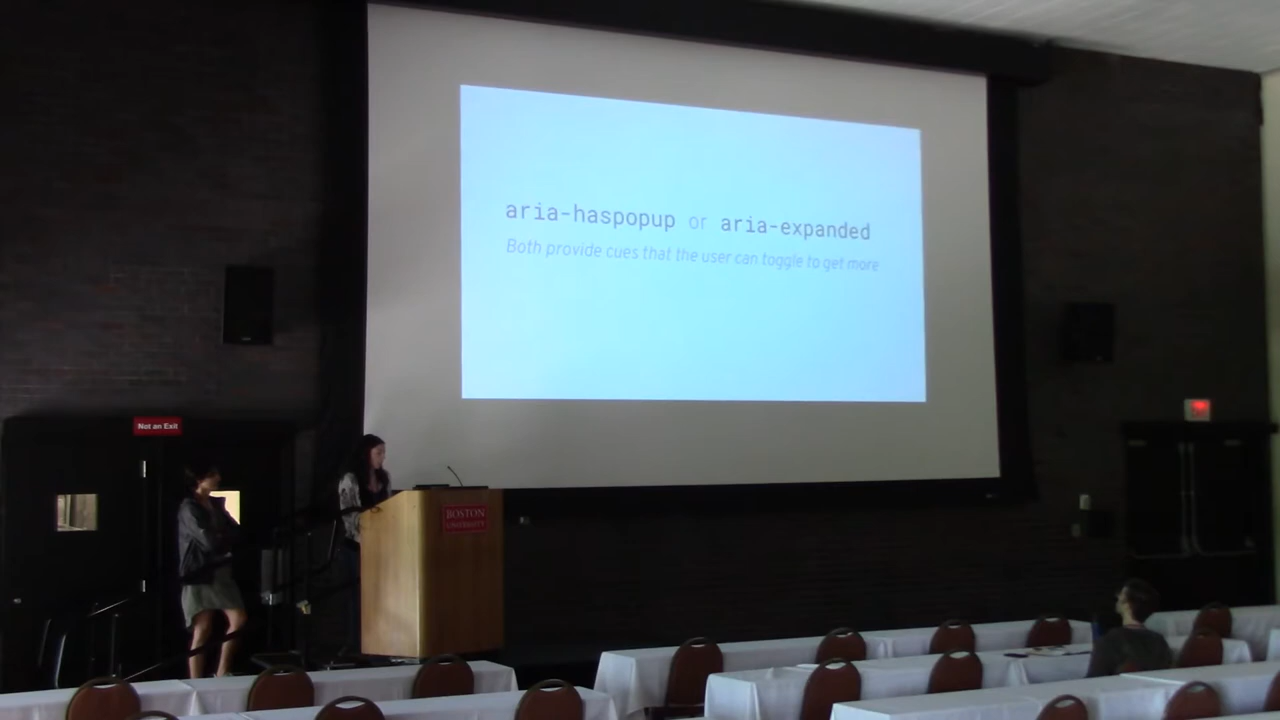 aria-haspopup or aria-expanded
Both provide cues that the user can toggle to get more
Not an Exit
BOSTON
UNIVERSITY